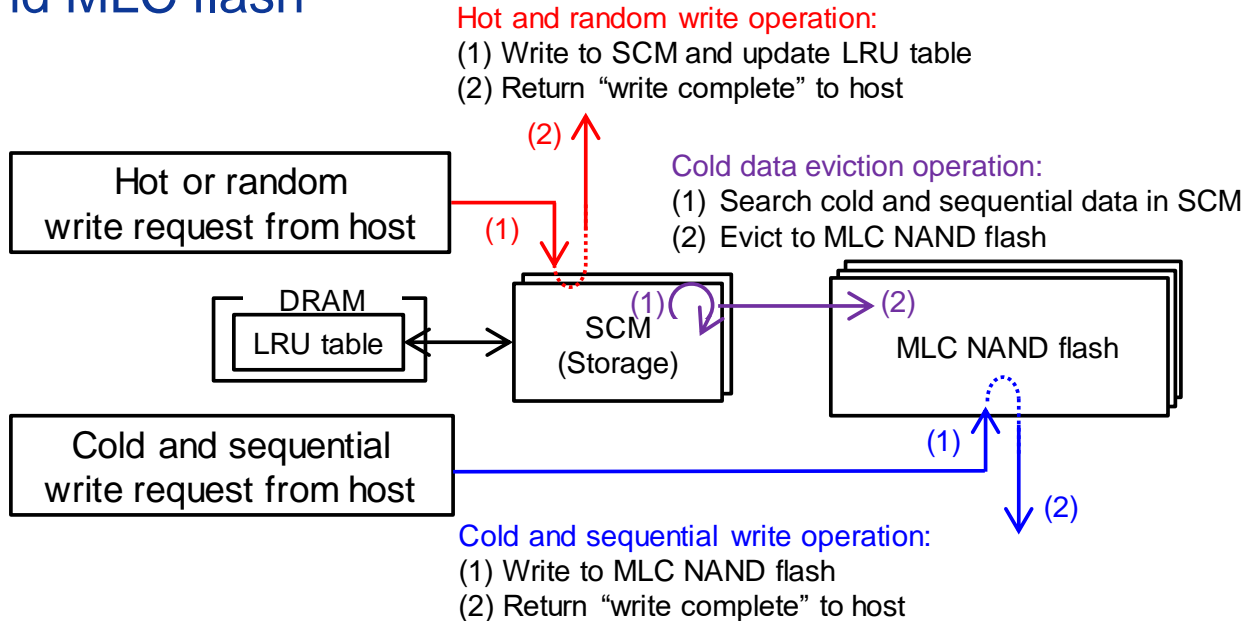 id MLC flash
Hot and random write operation:
(1) Write to SCM and update LRU table
(2) Return “write complete” to host
(2)
Hot or random
write request from host
(1)
Cold data eviction operation:
(1) Search cold and sequential data in SCM
(2) Evict to MLC NAND flash
DRAM
LRU table
SCM
(Storage)
(1)
(2)
MLC NAND flash
Cold and sequential
write request from host
(1)
(2)
Cold and sequential write operation:
(1) Write to MLC NAND flash
(2) Return “write complete” to host